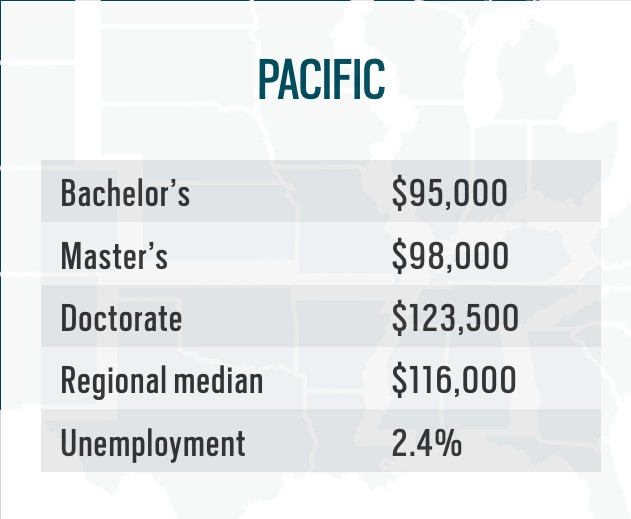 PACIFIC
Bachelor's $95,000
Master's $98,000
Doctorate $123,500
Regional median $116,000
Unemployment 2.4%